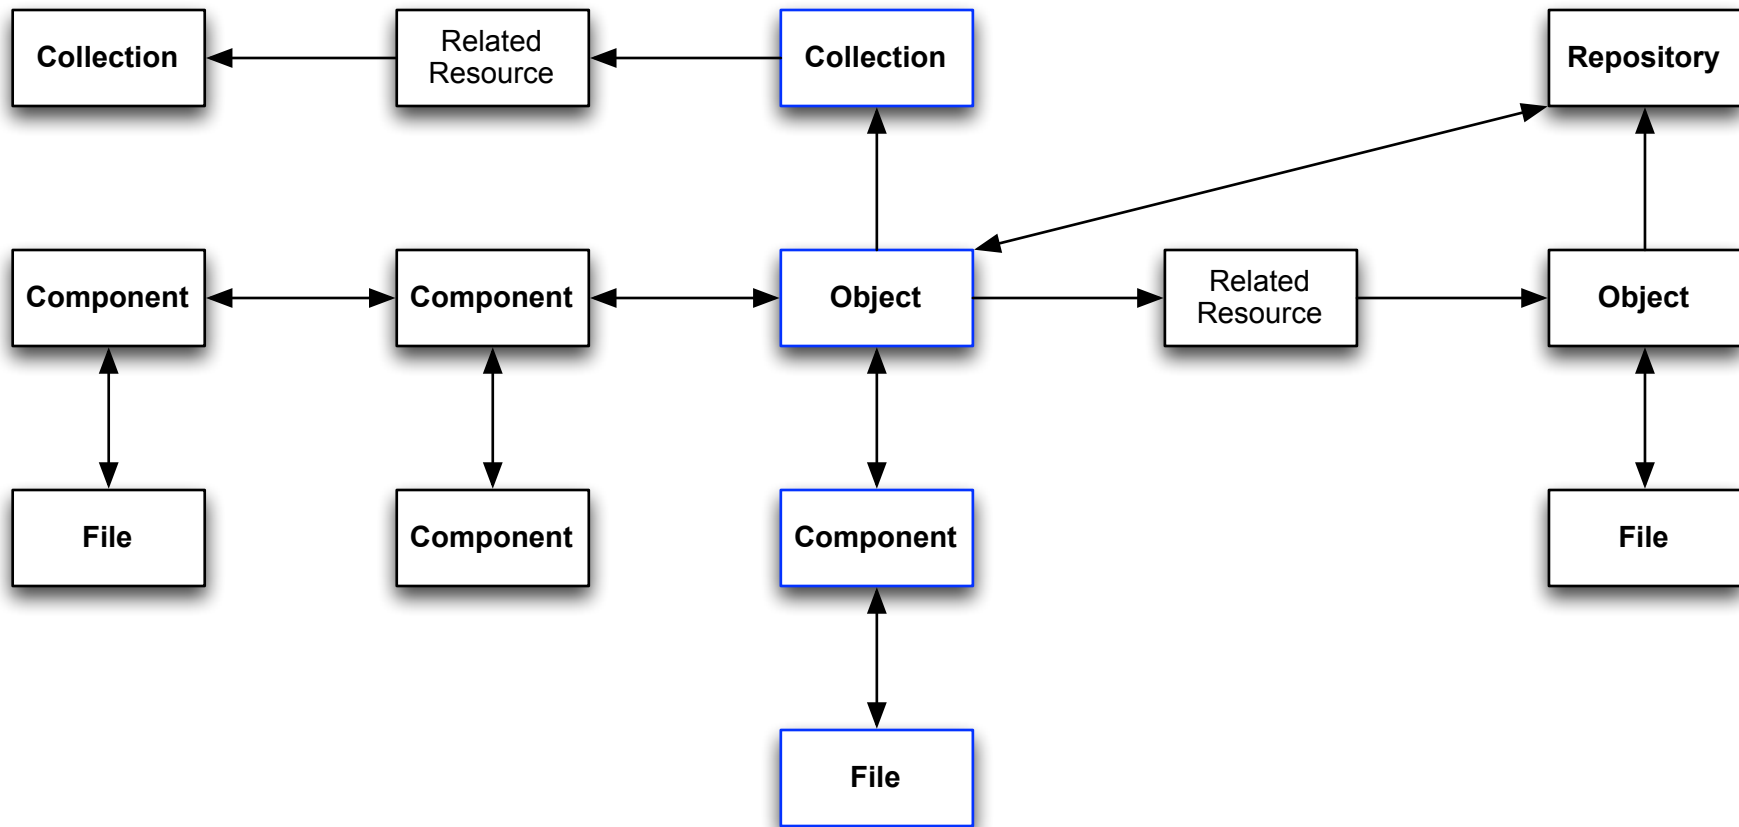 Collection
Related
Resource
Collection
Repository
Component
Component
Object
Related
Resource
Object
File
Component
Component
File
File